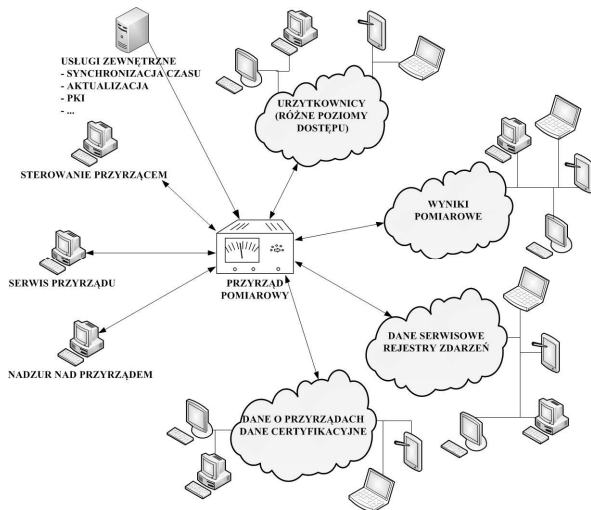 USŁUGI ZEWNĘTRZNE
- SYNCHRONIZACJA CZASU
- AKTUALIZACJA
- PKI
- ...
URZYTKOWNICY
(RÓŻNE POZIOMY
DOSTĘPU)
STEROWANIE PRZYRZĄCEM
WYNIKI
POMIAROWE
SERWIS PRZYRZĄDU
PRZYRZĄD
POMIAROWY
DANE SERWISOWE
REJESTRY ZDARZEŃ
NADZUR NAD PRZYRZĄDEM
DANE O PRZYRZĄDACH
DANE CERTYFIKACYJNE